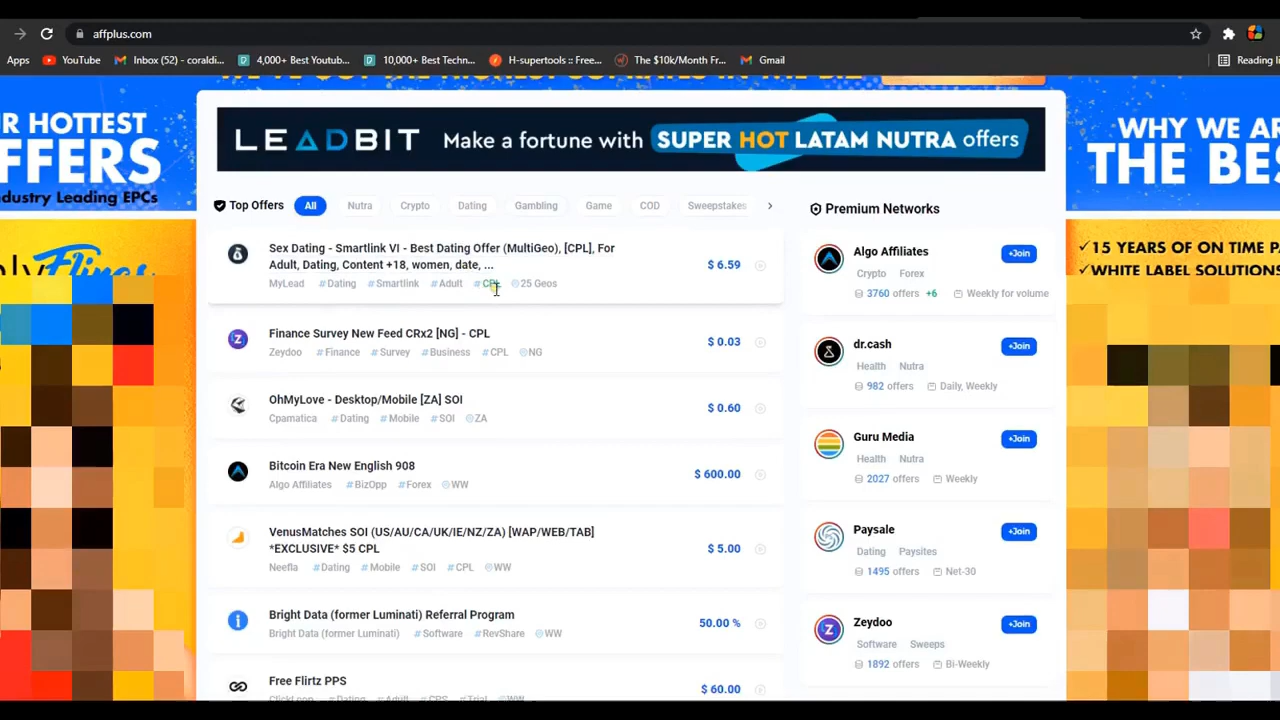 affplus.com
Apps
YouTube
Inbox (52) - coraldi...
4,000+ Best Youtub...
10,000+ Best Techn...
H-supertools :: Free...
The $10k/Month Fr...
Gmail
Reading li
R HOTTEST
FFERS
ndustry Leading EPCs
LEADBIT Make a fortune with SUPER HOT LATAM NUTRA offers
WHY WE AR
THE BES
✓15 YEARS OF ON TIME PA
✓WHITE LABEL SOLUTIONS
Top Offers
All
Nutra
Crypto
Dating
Gambling
Game
COD
Sweepstakes
Sex Dating - Smartlink VI - Best Dating Offer (MultiGeo), [CPL], For
Adult, Dating, Content +18, women, date, ...
$ 6.59
MyLead #Dating #Smartlink #Adult #CPL 25 Geos
Finance Survey New Feed CRx2 [NG] - CPL
$ 0.03
Zeydoo #Finance #Survey #Business #CPL NG
OhMyLove - Desktop/Mobile [ZA] SOI
$ 0.60
Cpamatica #Dating #Mobile #SOI ZA
Bitcoin Era New English 908
$ 600.00
Algo Affiliates #BizOpp #Forex WW
VenusMatches SOI (US/AU/CA/UK/IE/NZ/ZA) [WAP/WEB/TAB]
*EXCLUSIVE* $5 CPL
$ 5.00
Neefla #Dating #Mobile #SOI #CPL WW
Bright Data (former Luminati) Referral Program
50.00 %
Bright Data (former Luminati) #Software #RevShare WW
Free Flirtz PPS
$ 60.00
Premium Networks
Algo Affiliates
+Join
Crypto Forex
3760 offers +6 Weekly for volume
dr.cash
+Join
Health Nutra
982 offers Daily, Weekly
Guru Media
+Join
Health Nutra
2027 offers Weekly
Paysale
+Join
Dating Paysites
1495 offers Net-30
Zeydoo
+Join
Software Sweeps
1892 offers Bi-Weekly